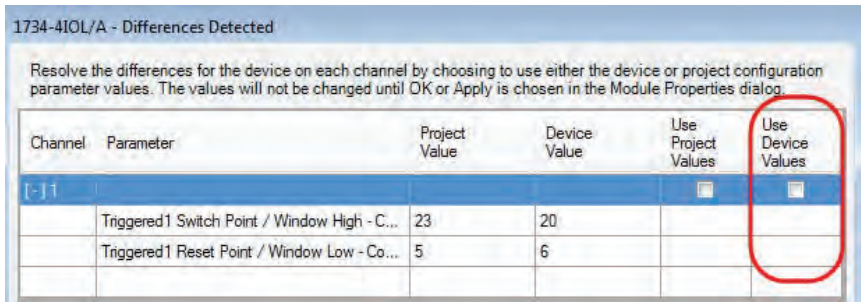 1734-4IOL/A - Differences Detected
Resolve the differences for the device on each channel by choosing to use either the device or project configuration
parameter values. The values will not be changed until OK or Apply is chosen in the Module Properties dialog.
Channel Parameter Project Value Device Value Use Project Values Use Device Values
[-] 1
Triggered1 Switch Point / Window High - C... 23 20
Triggered1 Reset Point / Window Low - Co... 5 6